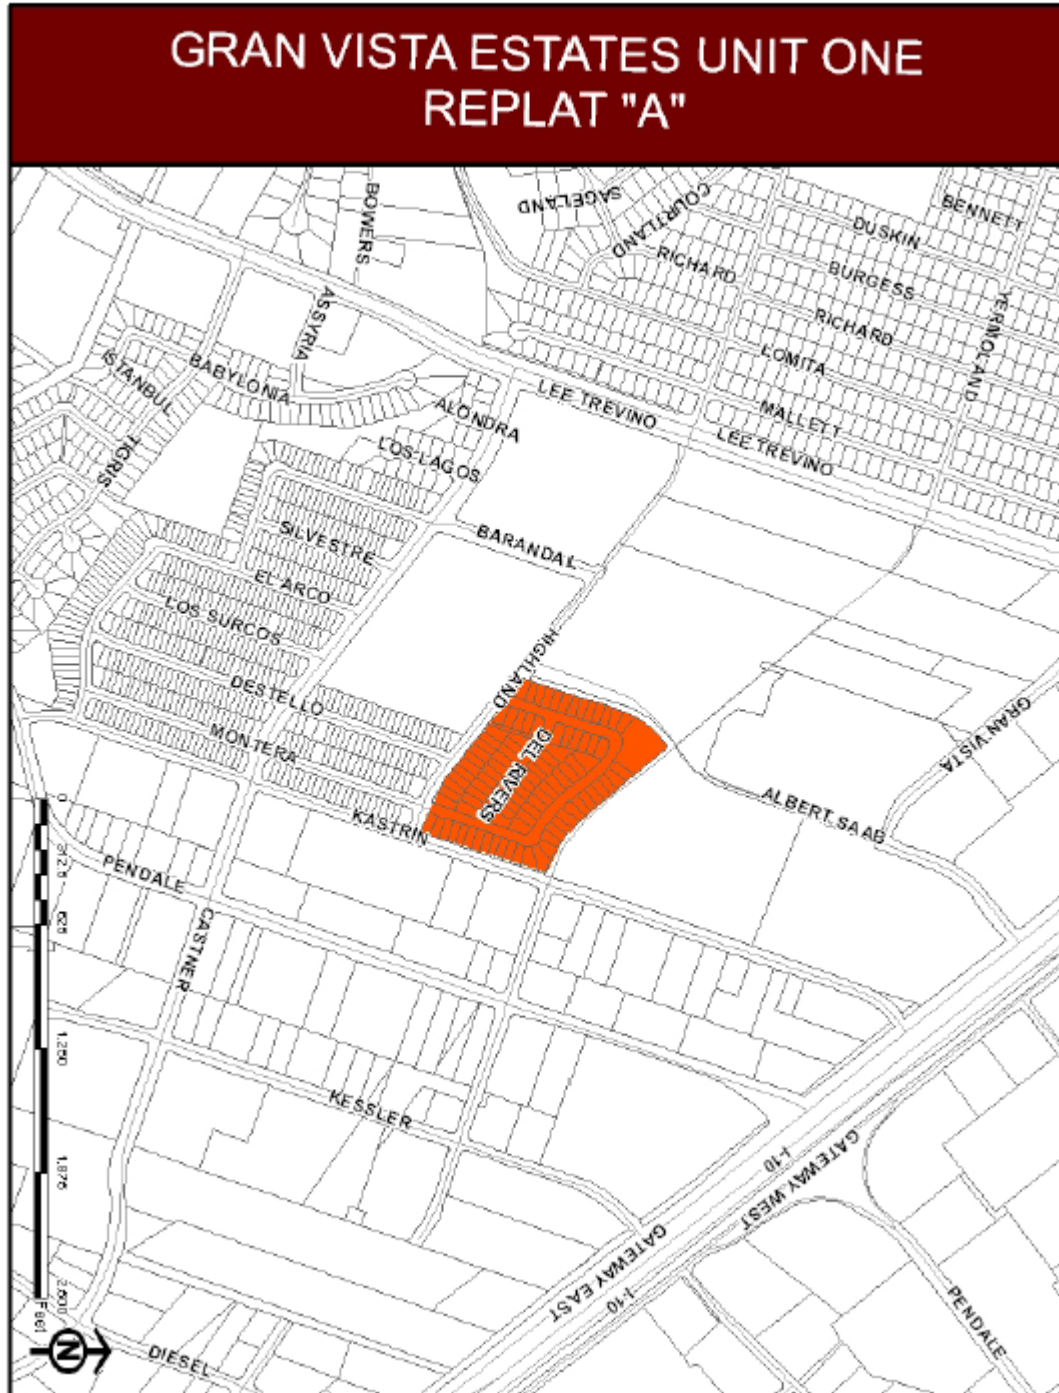 GRAN VISTA ESTATES UNIT ONE
REPLAT "A"
BOWERS
SAGELAND
COURTLAND
BENNETT
DUSKIN
RICHARD
BURGESS
ASSYRIA
RICHARD
YERMOLAND
ISTANBUL
BABYLONIA
LOMITA
LEE TREVINO
ALONDRA
MALLETT
TIGRIS
LOS LAGOS
LEE TREVINO
SILVESTRE
BARANDAL
EL ARCO
LOS SURCOS
HIGHLAND
DESTELLO
GRAN VISTA
MONTERA
DEL RIVERS
KASTRIN
ALBERT SAAB
PENDALE
CASTNER
KESSLER
I-10
GATEWAY WEST
GATEWAY EAST
I-10
PENDALE
DIESEL
0
312.5
625
1,250
1,875
2,500
Feet
N